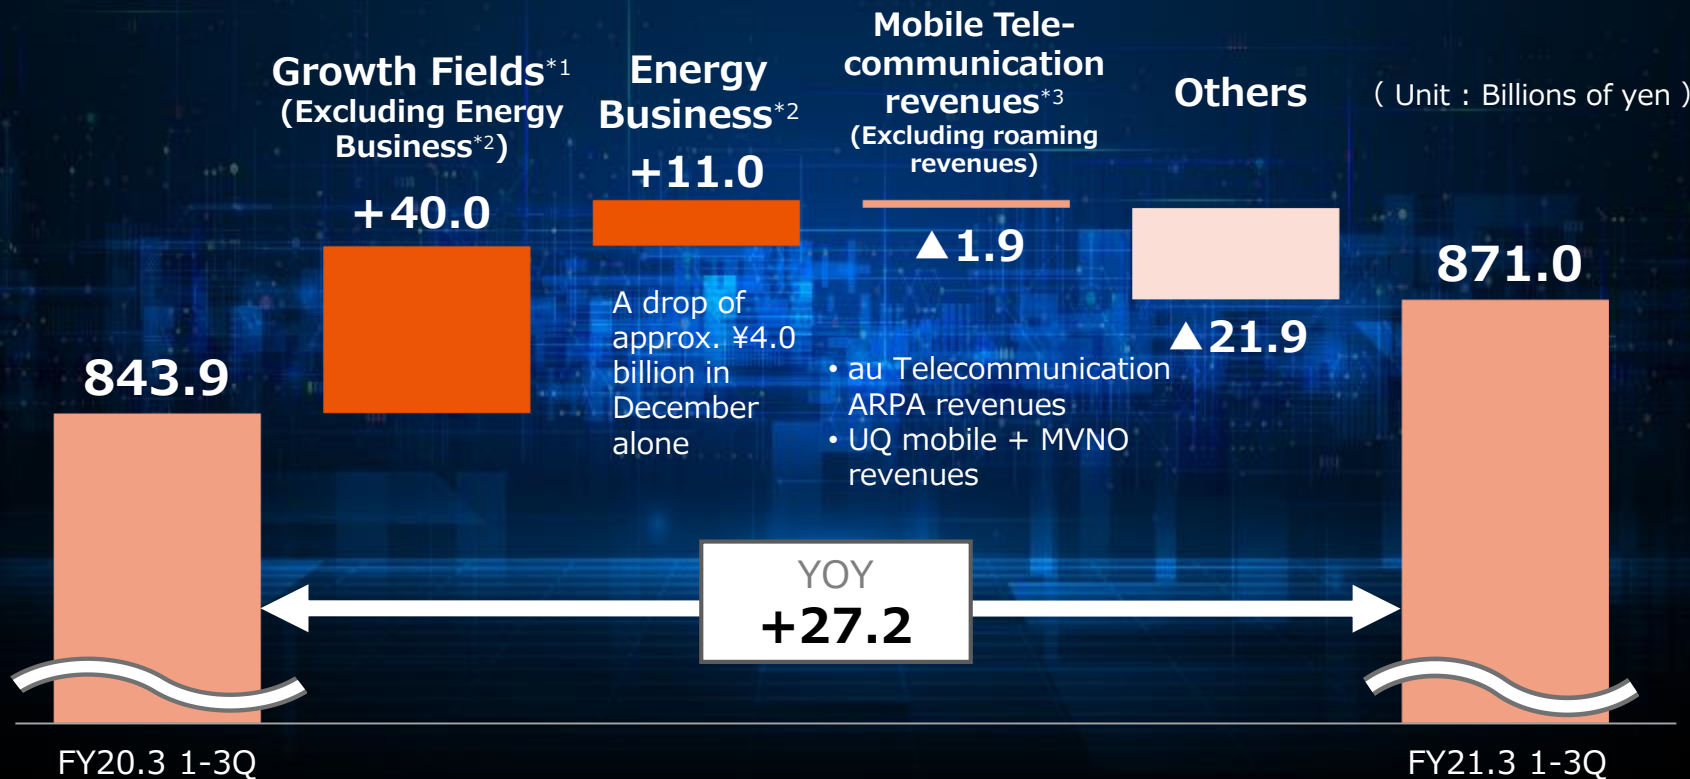 Growth Fields*1
(Excluding Energy
Business*2)
+40.0
Energy
Business*2
+11.0
A drop of
approx. ¥4.0
billion in
December
alone
Mobile Tele-
communication
revenues*3
(Excluding roaming
revenues)
▲1.9
• au Telecommunication
ARPA revenues
• UQ mobile + MVNO
revenues
Others
▲21.9
( Unit : Billions of yen )
843.9
871.0
YOY
+27.2
FY20.3 1-3Q
FY21.3 1-3Q